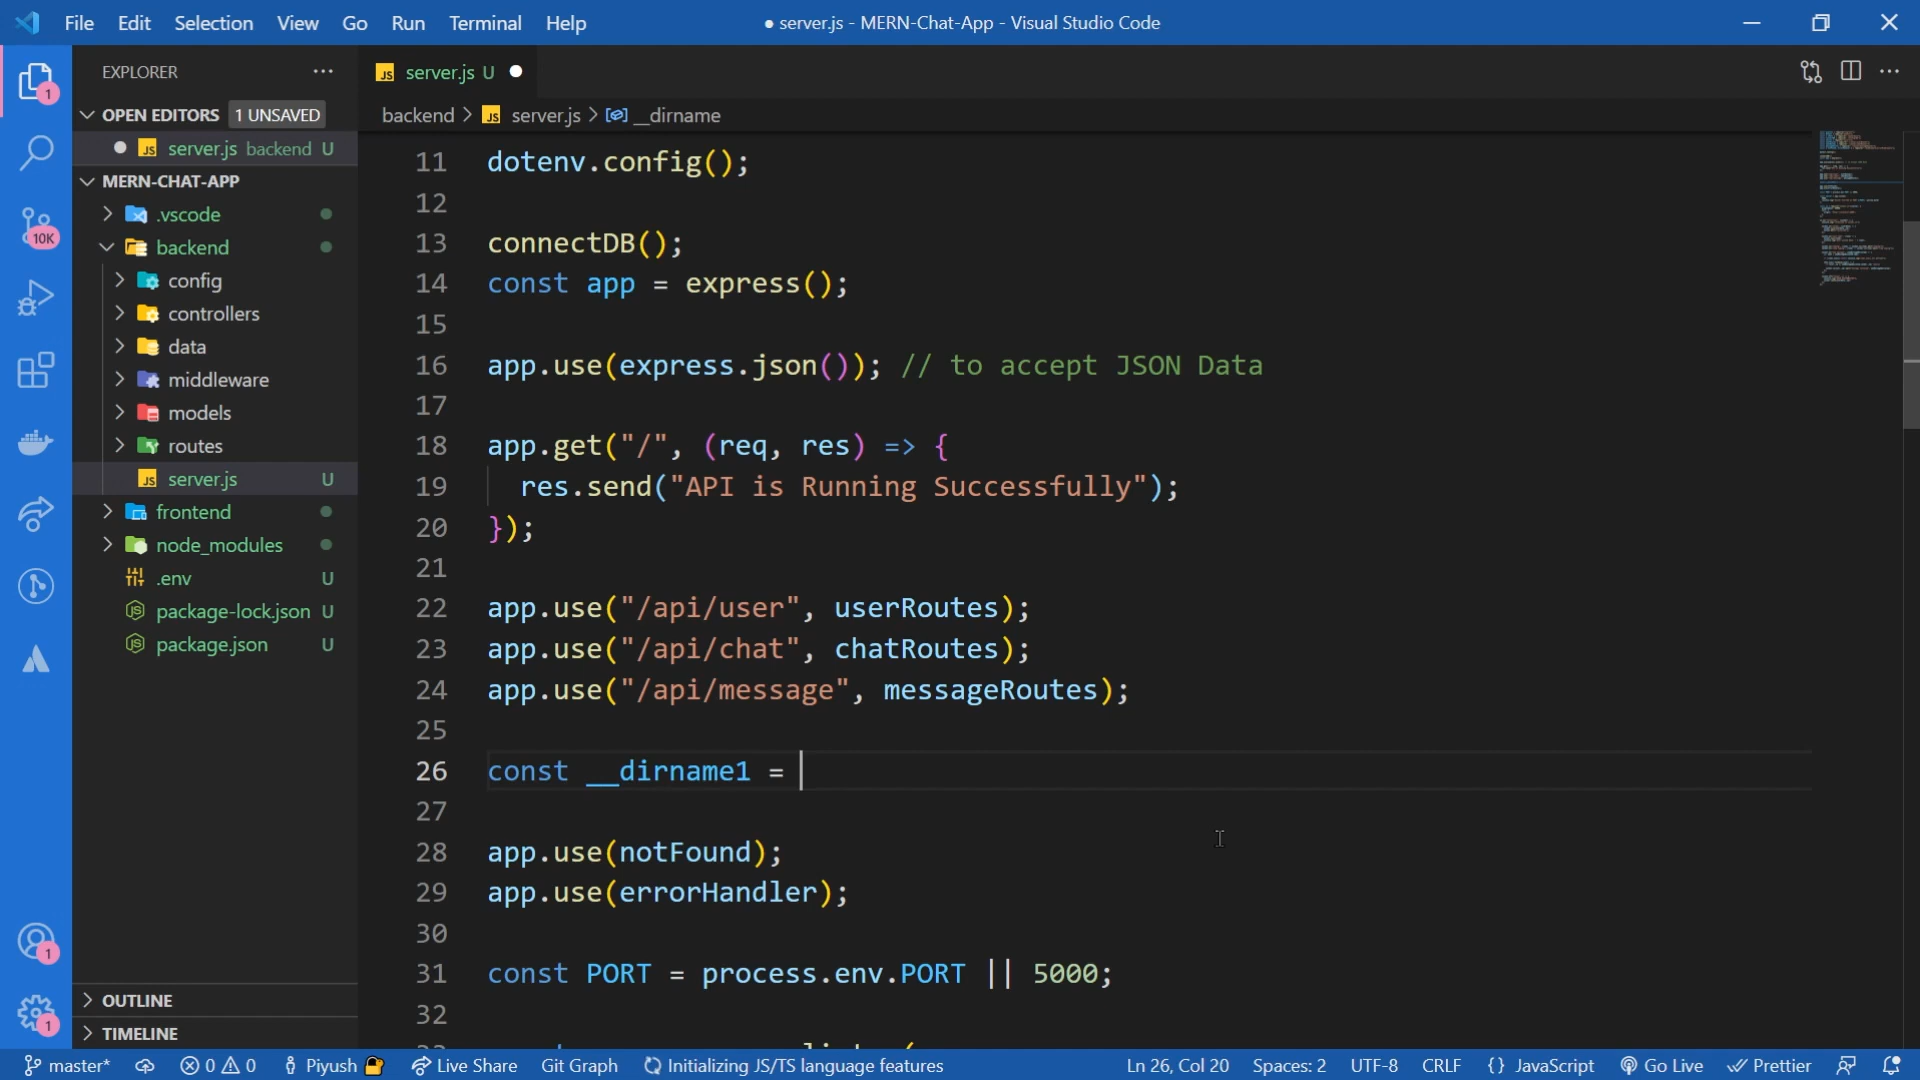 File Edit Selection View Go Run Terminal Help
● server.js - MERN-Chat-App - Visual Studio Code
EXPLORER
OPEN EDITORS 1 UNSAVED
server.js backend U
MERN-CHAT-APP
.vscode
backend
config
controllers
data
middleware
models
routes
server.js U
frontend
node_modules
.env U
package-lock.json U
package.json U
OUTLINE
TIMELINE
1
10K
1
1
server.js U
backend > server.js > __dirname
11 dotenv.config();
12
13 connectDB();
14 const app = express();
15
16 app.use(express.json()); // to accept JSON Data
17
18 app.get("/", (req, res) => {
19 res.send("API is Running Successfully");
20 });
21
22 app.use("/api/user", userRoutes);
23 app.use("/api/chat", chatRoutes);
24 app.use("/api/message", messageRoutes);
25
26 const __dirname1 =
27
28 app.use(notFound);
29 app.use(errorHandler);
30
31 const PORT = process.env.PORT || 5000;
32
master* 0 0 Piyush Live Share Git Graph Initializing JS/TS language features Ln 26, Col 20 Spaces: 2 UTF-8 CRLF {} JavaScript Go Live Prettier